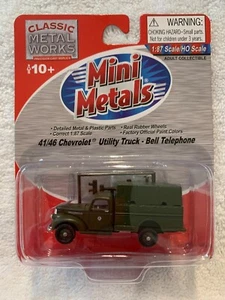 CLASSIC
METAL
WORKS
10+
WARNING:
CHOKING HAZARD--Small parts.
Not for children under 3 years.
1:87 Scale/HO Scale
ADULT COLLECTIBLE
Mini
Metals
- Detailed Metal & Plastic Parts
- Real Rubber Wheels
- Correct 1:87 Scale
- Factory Official Paint Colors
41/46 Chevrolet® Utility Truck - Bell Telephone